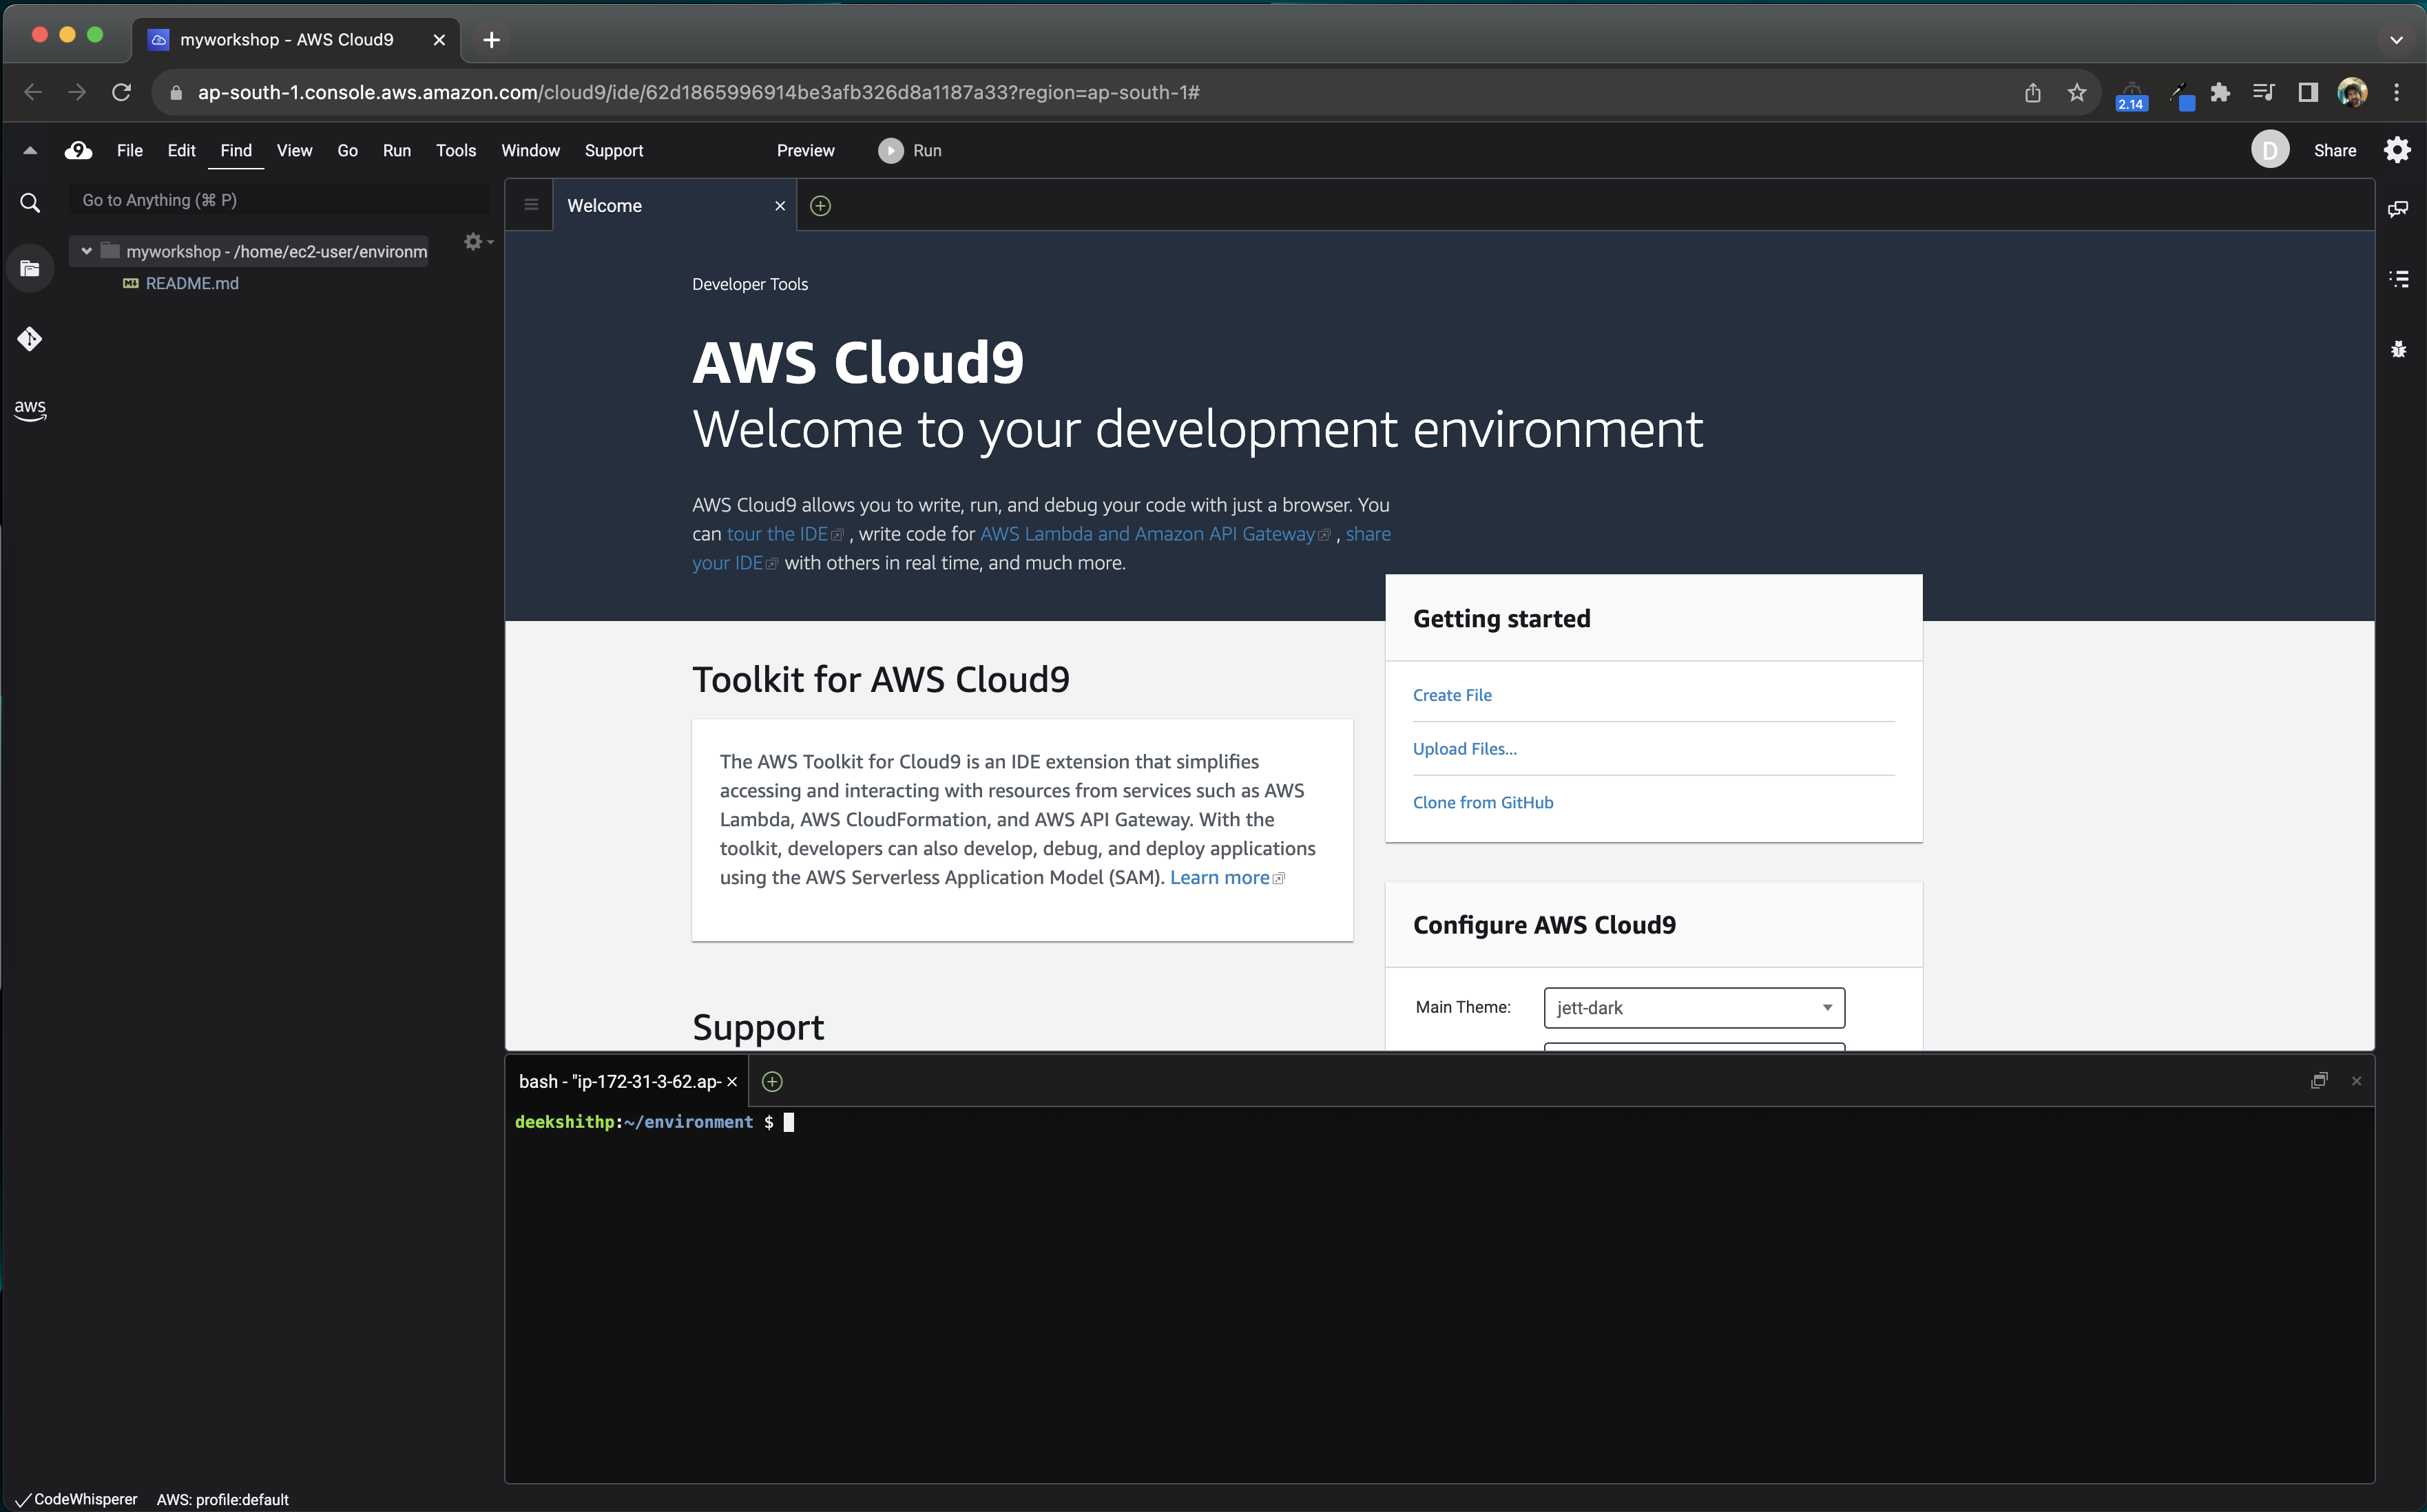 myworkshop - AWS Cloud9
ap-south-1.console.aws.amazon.com/cloud9/ide/62d1865996914be3afb326d8a1187a33?region=ap-south-1#
2.14
9 File Edit Find View Go Run Tools Window Support Preview Run D Share
Go to Anything (⌘ P)
Welcome
myworkshop - /home/ec2-user/environm
README.md
aws
Developer Tools
AWS Cloud9
Welcome to your development environment
AWS Cloud9 allows you to write, run, and debug your code with just a browser. You
can tour the IDE , write code for AWS Lambda and Amazon API Gateway , share
your IDE with others in real time, and much more.
Getting started
Create File
Upload Files...
Clone from GitHub
Toolkit for AWS Cloud9
The AWS Toolkit for Cloud9 is an IDE extension that simplifies
accessing and interacting with resources from services such as AWS
Lambda, AWS CloudFormation, and AWS API Gateway. With the
toolkit, developers can also develop, debug, and deploy applications
using the AWS Serverless Application Model (SAM). Learn more
Configure AWS Cloud9
Main Theme: jett-dark
Support
bash - "ip-172-31-3-62.ap-
deekshithp:~/environment $
CodeWhisperer AWS: profile:default